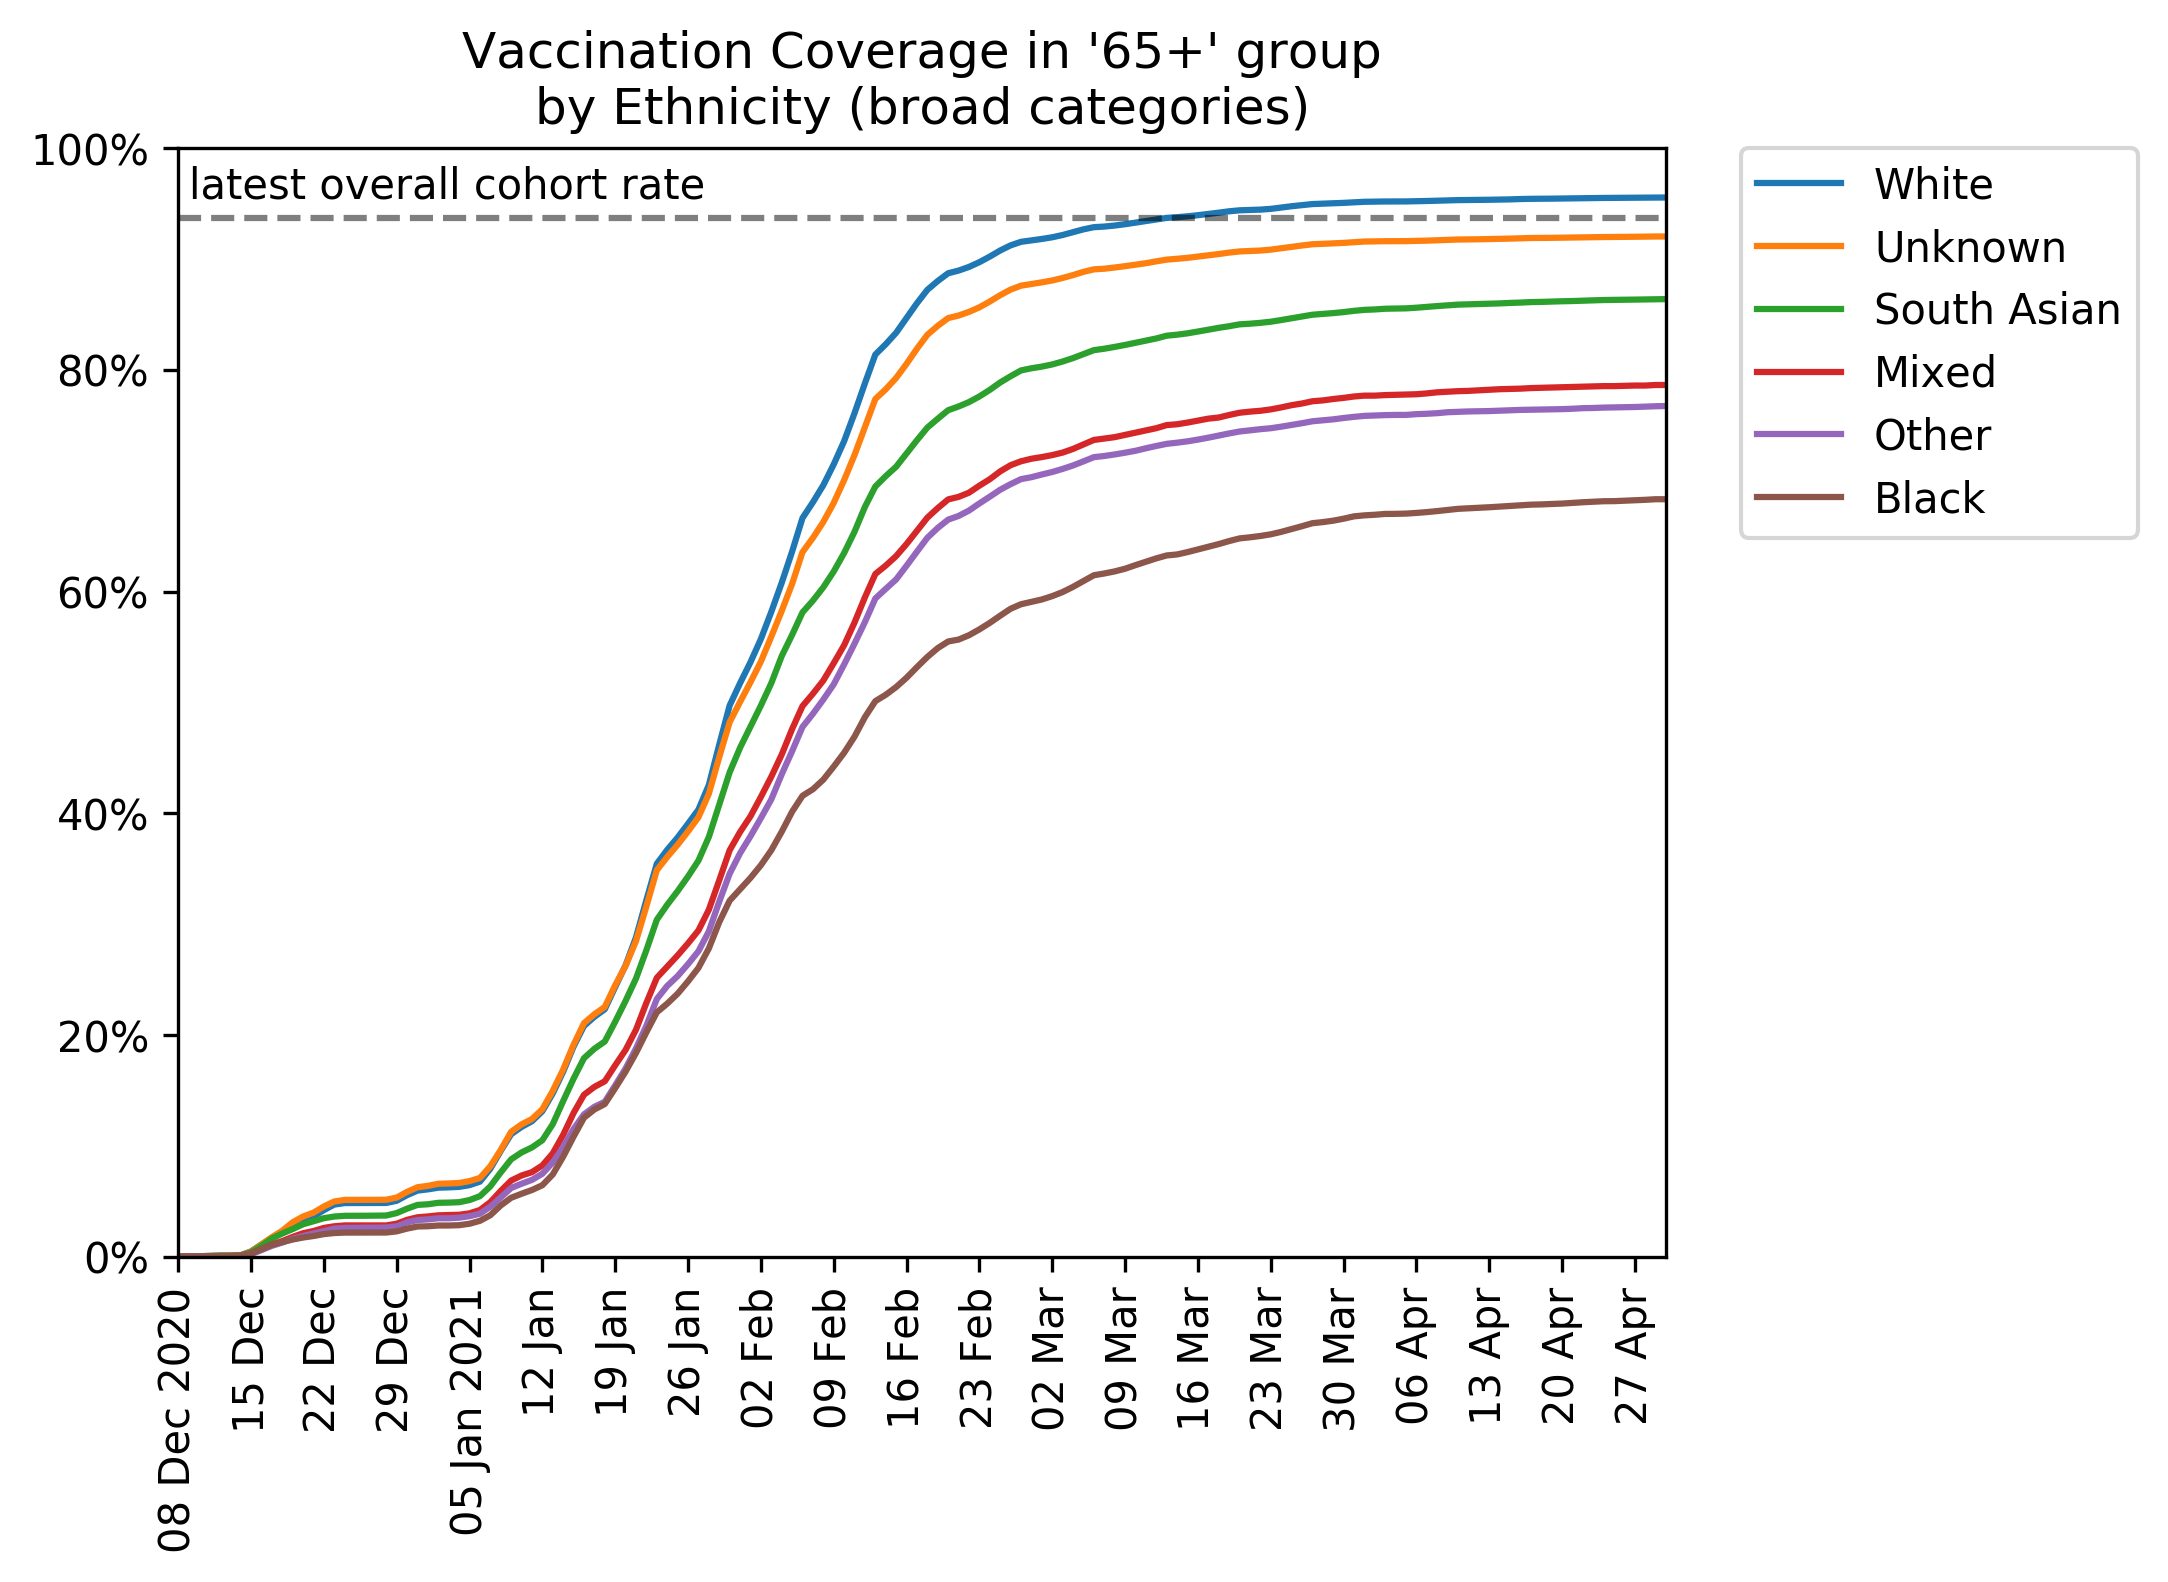 Vaccination Coverage in '65+' group
by Ethnicity (broad categories)
100%
80%
60%
40%
20%
0%
latest overall cohort rate
White
Unknown
South Asian
Mixed
Other
Black
08 Dec 2020
15 Dec
22 Dec
29 Dec
05 Jan 2021
12 Jan
19 Jan
26 Jan
02 Feb
09 Feb
16 Feb
23 Feb
02 Mar
09 Mar
16 Mar
23 Mar
30 Mar
06 Apr
13 Apr
20 Apr
27 Apr